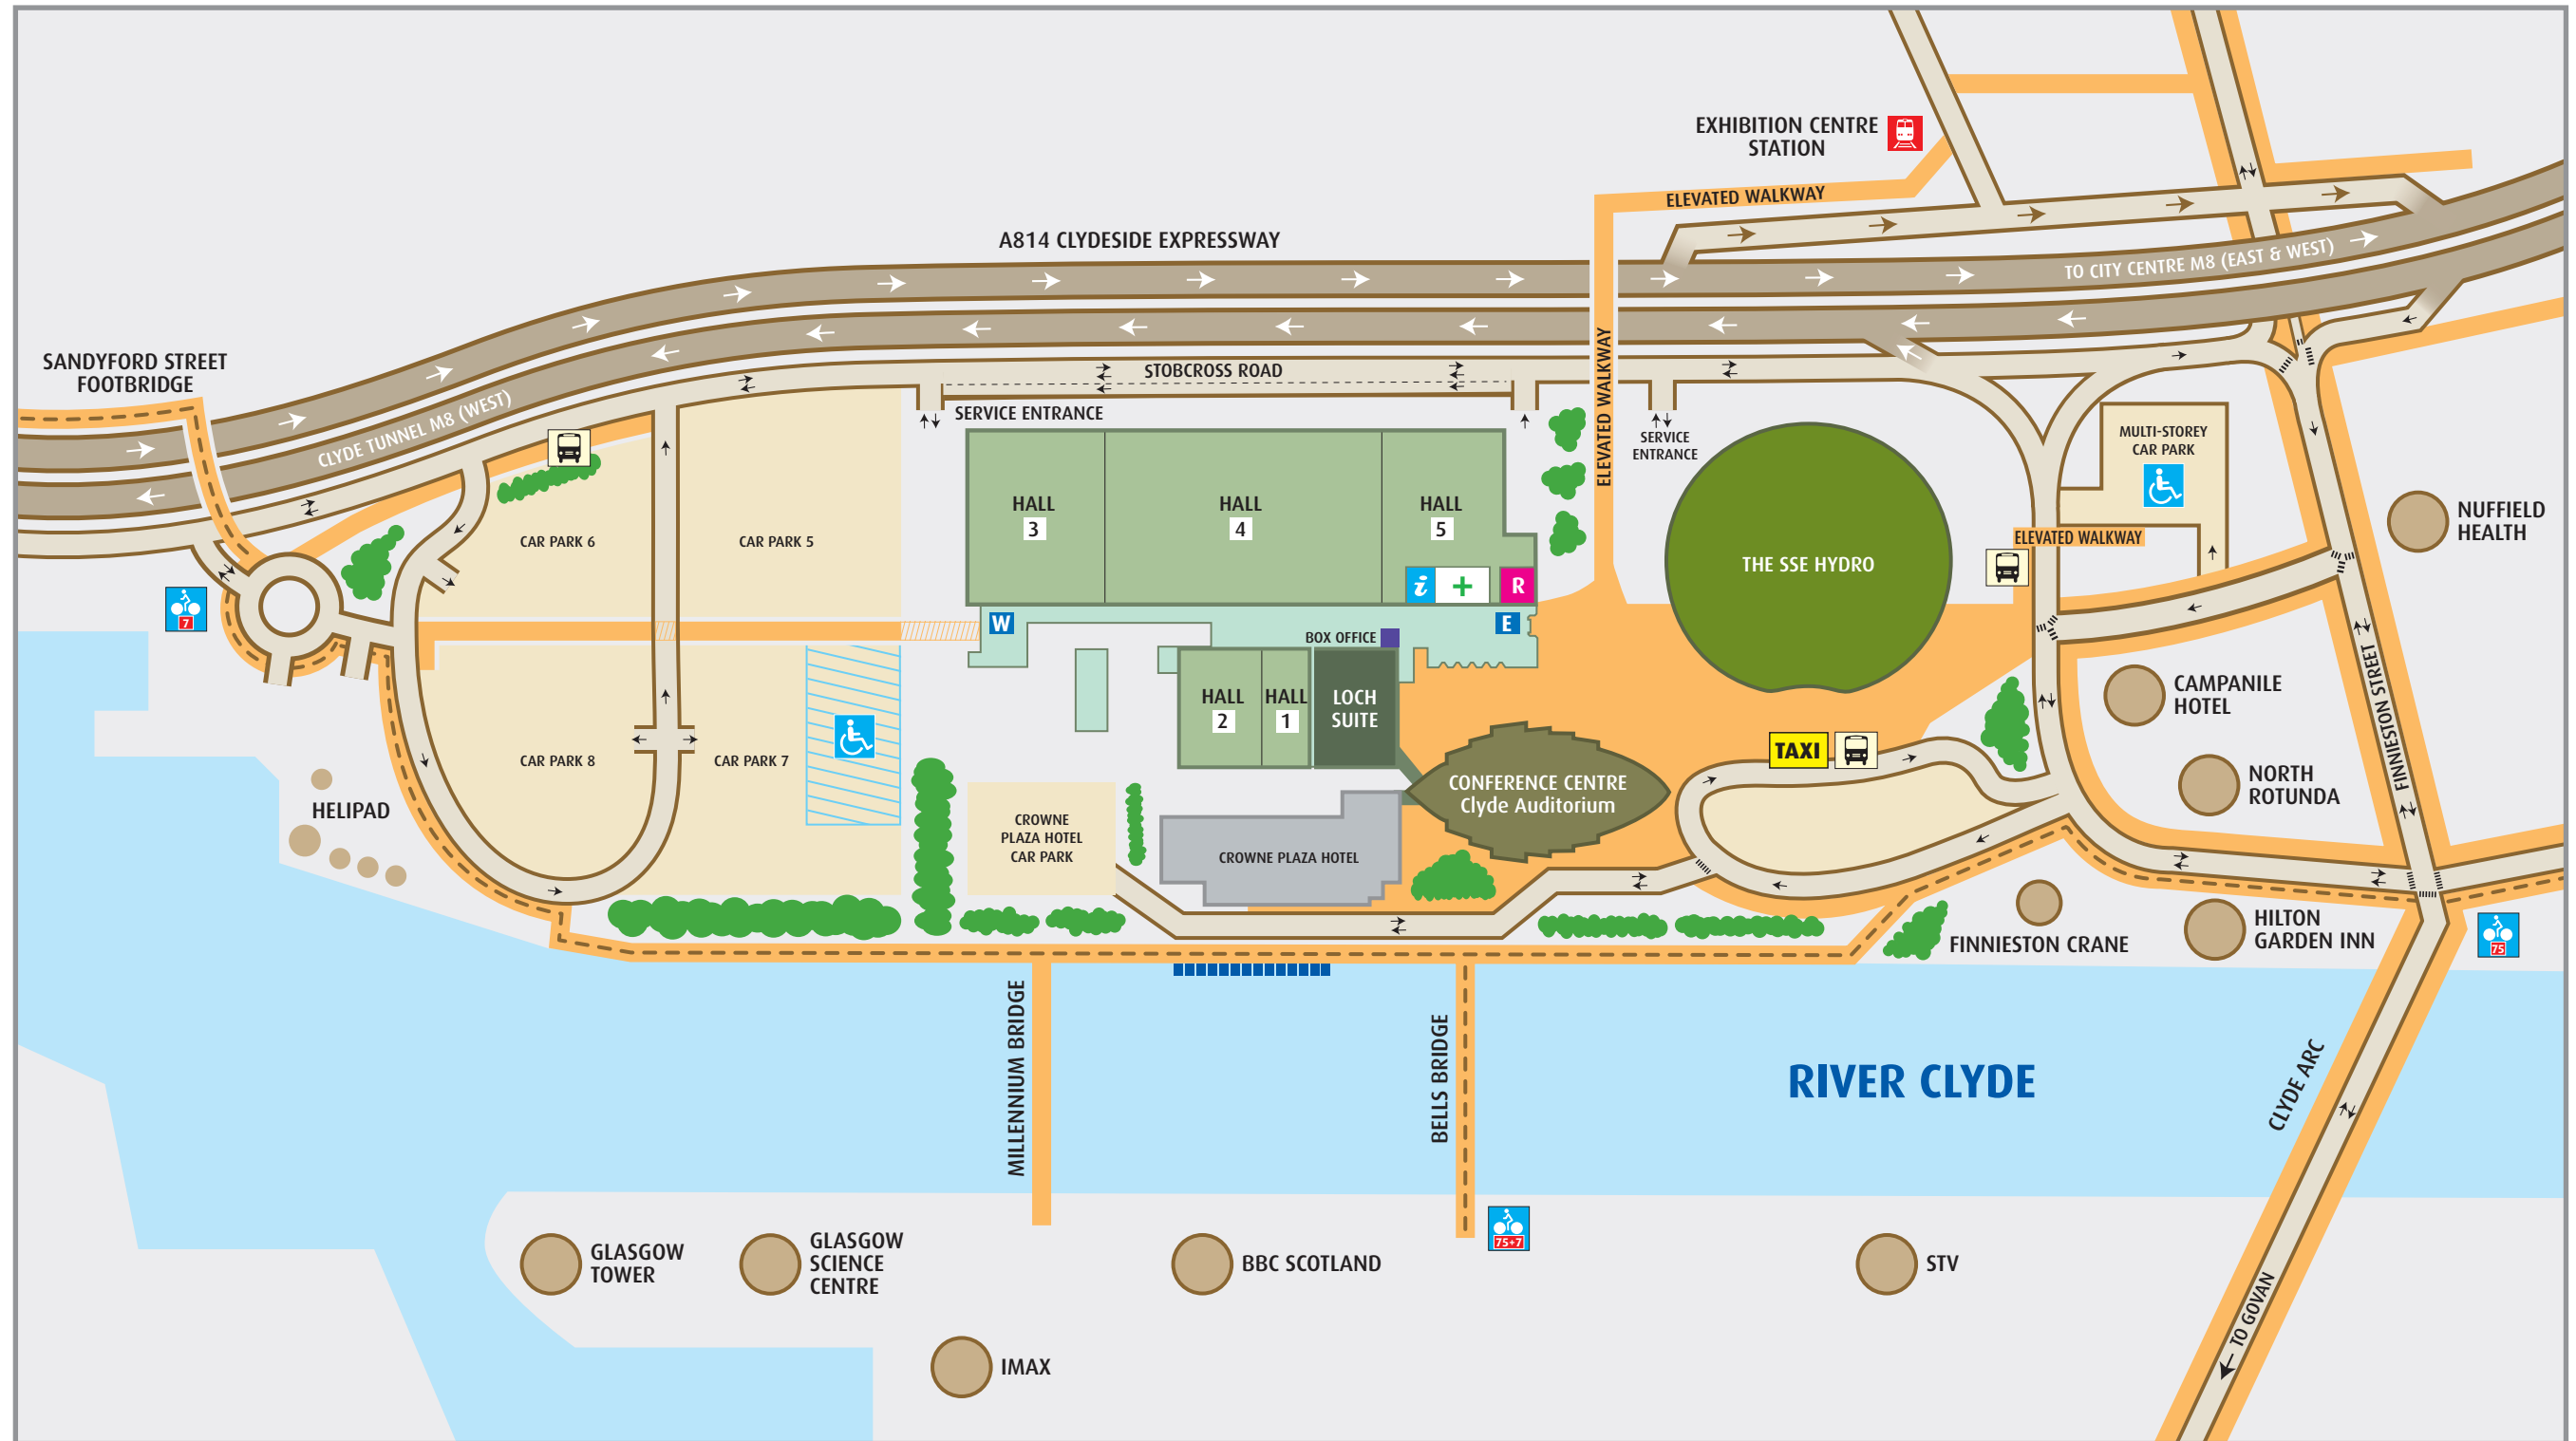 EXHIBITION CENTRE
STATION
ELEVATED WALKWAY
A814 CLYDESIDE EXPRESSWAY
TO CITY CENTRE M8 (EAST & WEST)
SANDYFORD STREET
FOOTBRIDGE
CLYDE TUNNEL M8 (WEST)
STOBCROSS ROAD
ELEVATED WALKWAY
SERVICE ENTRANCE
SERVICE
ENTRANCE
MULTI-STOREY
CAR PARK
HALL
3
HALL
4
HALL
5
NUFFIELD
HEALTH
CAR PARK 6
CAR PARK 5
ELEVATED WALKWAY
THE SSE HYDRO
i
R
7
W
E
BOX OFFICE
FINNIESTON STREET
HALL
2
HALL
1
LOCH
SUITE
CAMPANILE
HOTEL
CAR PARK 8
CAR PARK 7
TAXI
CONFERENCE CENTRE
Clyde Auditorium
NORTH
ROTUNDA
HELIPAD
CROWNE
PLAZA HOTEL
CAR PARK
CROWNE PLAZA HOTEL
FINNIESTON CRANE
HILTON
GARDEN INN
75
MILLENNIUM BRIDGE
BELLS BRIDGE
RIVER CLYDE
CLYDE ARC
75+7
GLASGOW
TOWER
GLASGOW
SCIENCE
CENTRE
BBC SCOTLAND
STV
TO GOVAN
IMAX